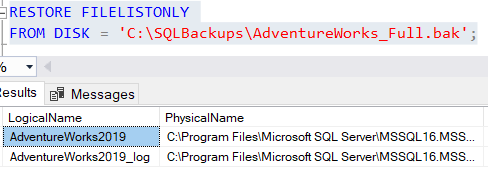 RESTORE FILELISTONLY
FROM DISK = 'C:\SQLBackups\AdventureWorks_Full.bak';
%
Results Messages
LogicalName PhysicalName
AdventureWorks2019 C:\Program Files\Microsoft SQL Server\MSSQL16.MSS...
AdventureWorks2019_log C:\Program Files\Microsoft SQL Server\MSSQL16.MSS...